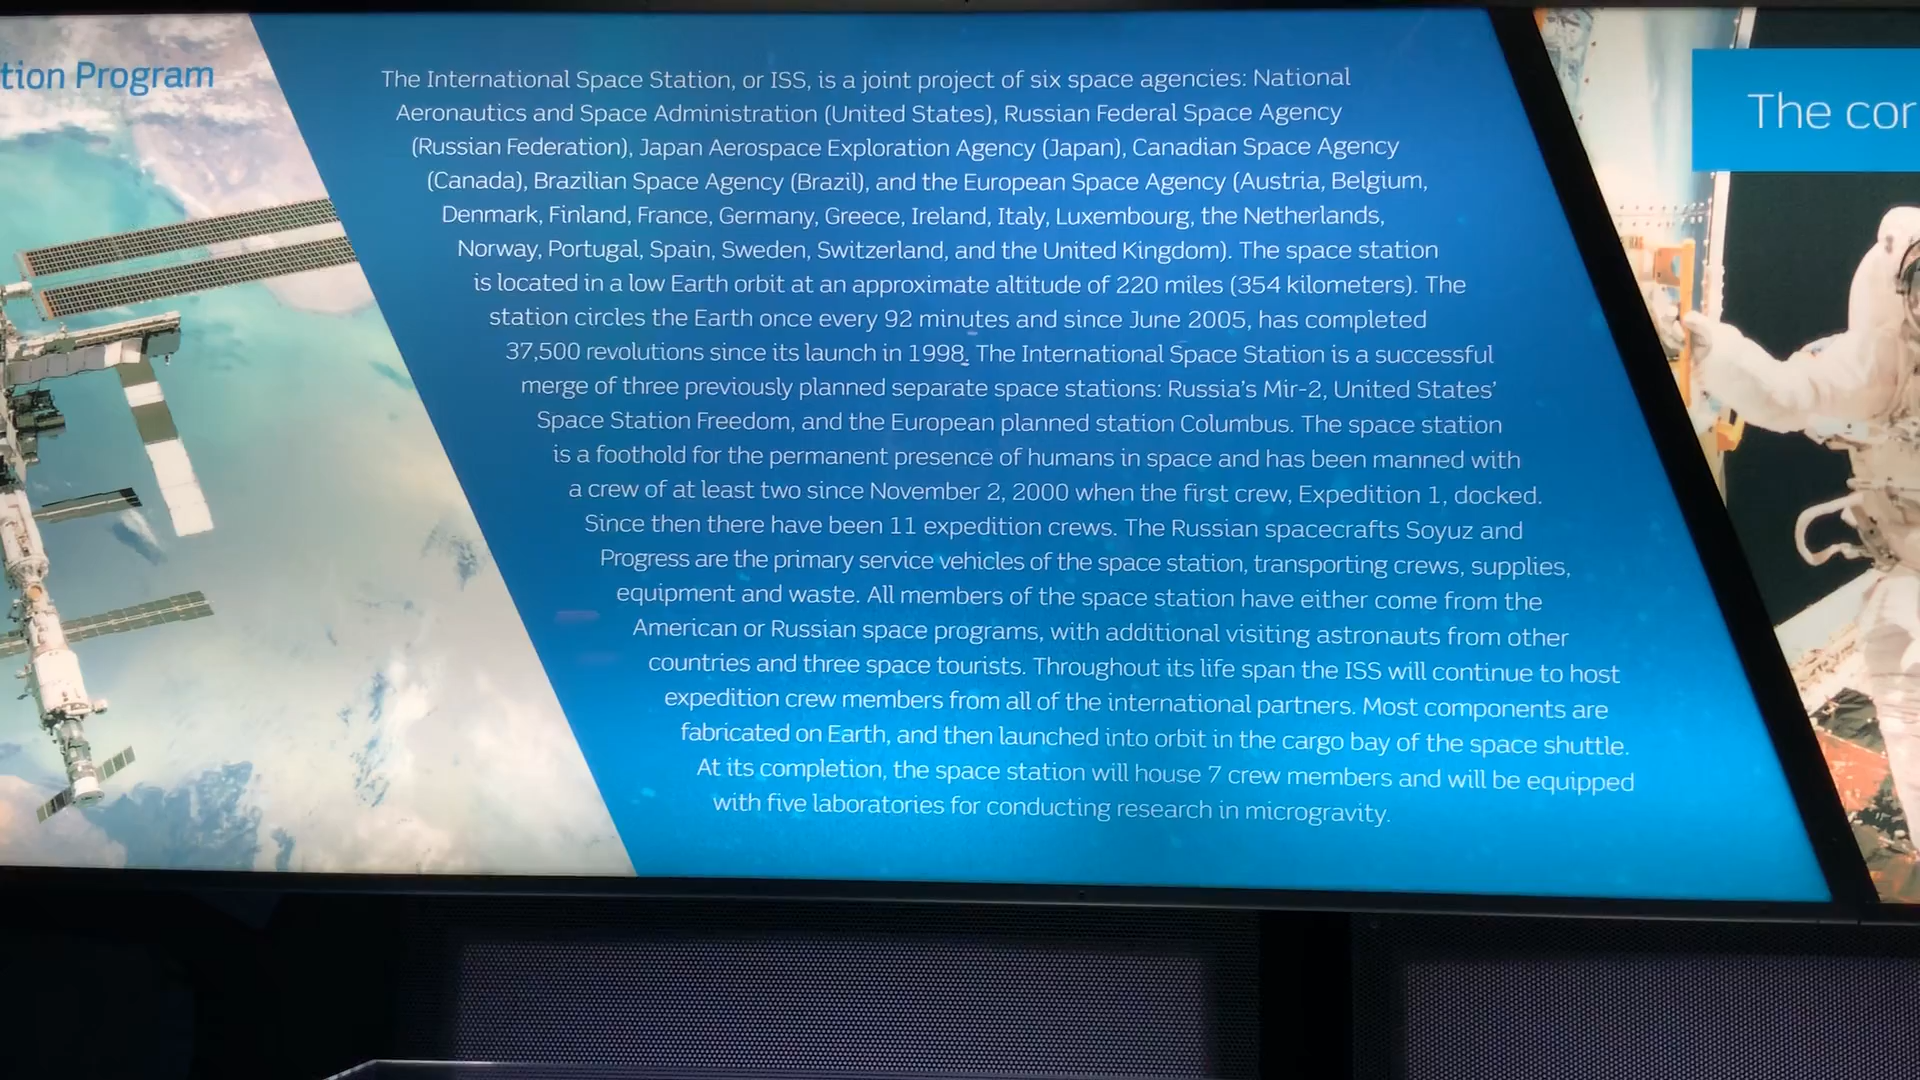 tion Program
The International Space Station, or ISS, is a joint project of six space agencies: National
Aeronautics and Space Administration (United States), Russian Federal Space Agency
(Russian Federation), Japan Aerospace Exploration Agency (Japan), Canadian Space Agency
(Canada), Brazilian Space Agency (Brazil), and the European Space Agency (Austria, Belgium,
Denmark, Finland, France, Germany, Greece, Ireland, Italy, Luxembourg, the Netherlands,
Norway, Portugal, Spain, Sweden, Switzerland, and the United Kingdom). The space station
is located in a low Earth orbit at an approximate altitude of 220 miles (354 kilometers). The
station circles the Earth once every 92 minutes and since June 2005, has completed
37,500 revolutions since its launch in 1998. The International Space Station is a successful
merge of three previously planned separate space stations: Russia's Mir-2, United States'
Space Station Freedom, and the European planned station Columbus. The space station
is a foothold for the permanent presence of humans in space and has been manned with
a crew of at least two since November 2, 2000 when the first crew, Expedition 1, docked.
Since then there have been 11 expedition crews. The Russian spacecrafts Soyuz and
Progress are the primary service vehicles of the space station, transporting crews, supplies,
equipment and waste. All members of the space station have either come from the
American or Russian space programs, with additional visiting astronauts from other
countries and three space tourists. Throughout its life span the ISS will continue to host
expedition crew members from all of the international partners. Most components are
fabricated on Earth, and then launched into orbit in the cargo bay of the space shuttle.
At its completion, the space station will house 7 crew members and will be equipped
with five laboratories for conducting research in microgravity.
The cor